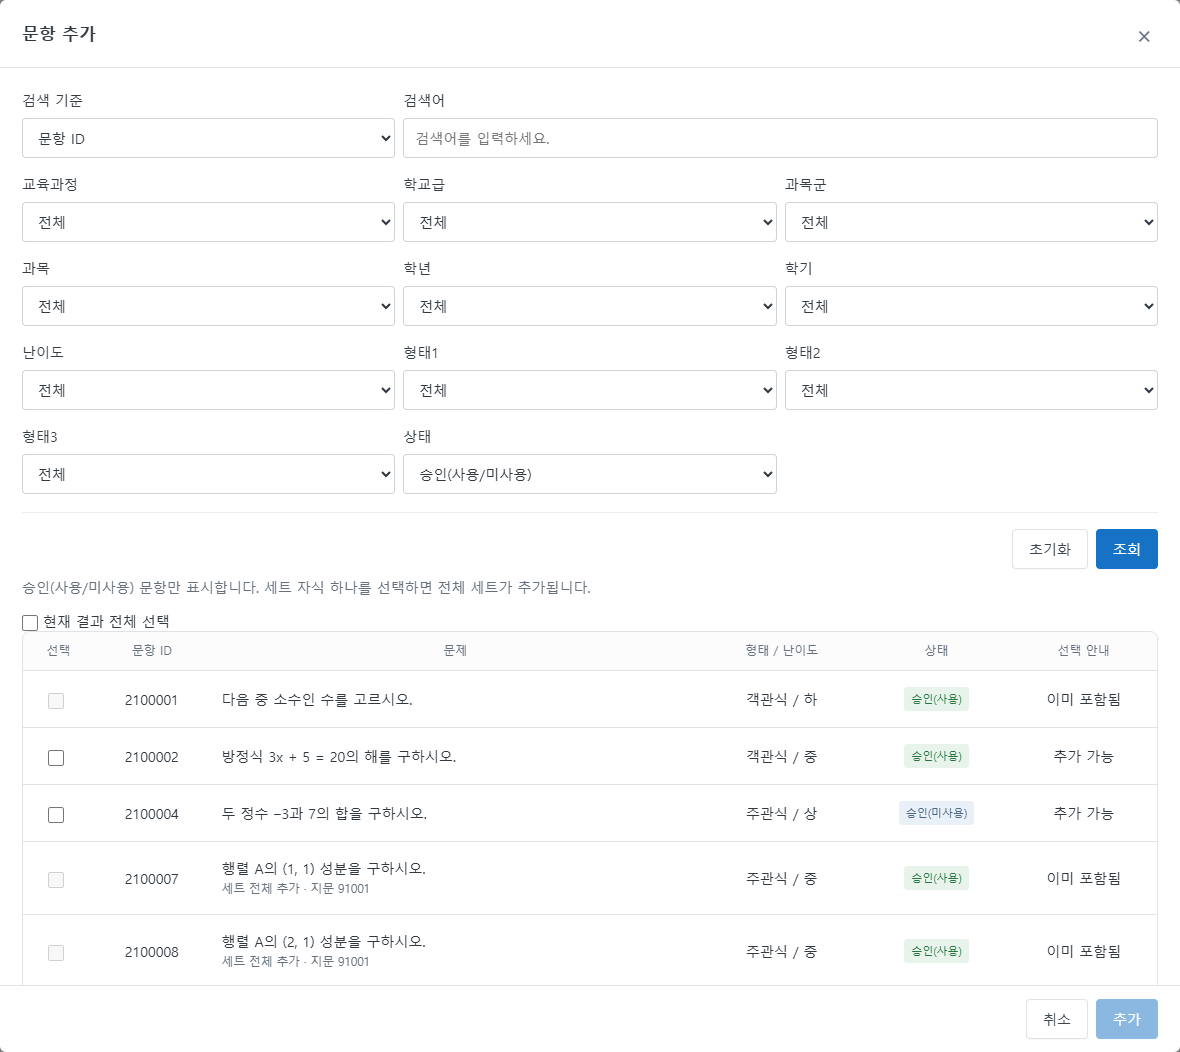 문항 추가
×
검색 기준 검색어
문항 ID 검색어를 입력하세요.
교육과정 학교급 과목군
전체 전체 전체
과목 학년 학기
전체 전체 전체
난이도 형태1 형태2
전체 전체 전체
형태3 상태
전체 승인(사용/미사용)
초기화 조회
승인(사용/미사용) 문항만 표시합니다. 세트 자식 하나를 선택하면 전체 세트가 추가됩니다.
현재 결과 전체 선택
선택 문항 ID 문제 형태 / 난이도 상태 선택 안내
2100001 다음 중 소수인 수를 고르시오. 객관식 / 하 승인(사용) 이미 포함됨
2100002 방정식 3x + 5 = 20의 해를 구하시오. 객관식 / 중 승인(사용) 추가 가능
2100004 두 정수 −3과 7의 합을 구하시오. 주관식 / 상 승인(미사용) 추가 가능
2100007 행렬 A의 (1, 1) 성분을 구하시오. 주관식 / 중 승인(사용) 이미 포함됨
세트 전체 추가 · 지문 91001
2100008 행렬 A의 (2, 1) 성분을 구하시오. 주관식 / 중 승인(사용) 이미 포함됨
세트 전체 추가 · 지문 91001
취소 추가